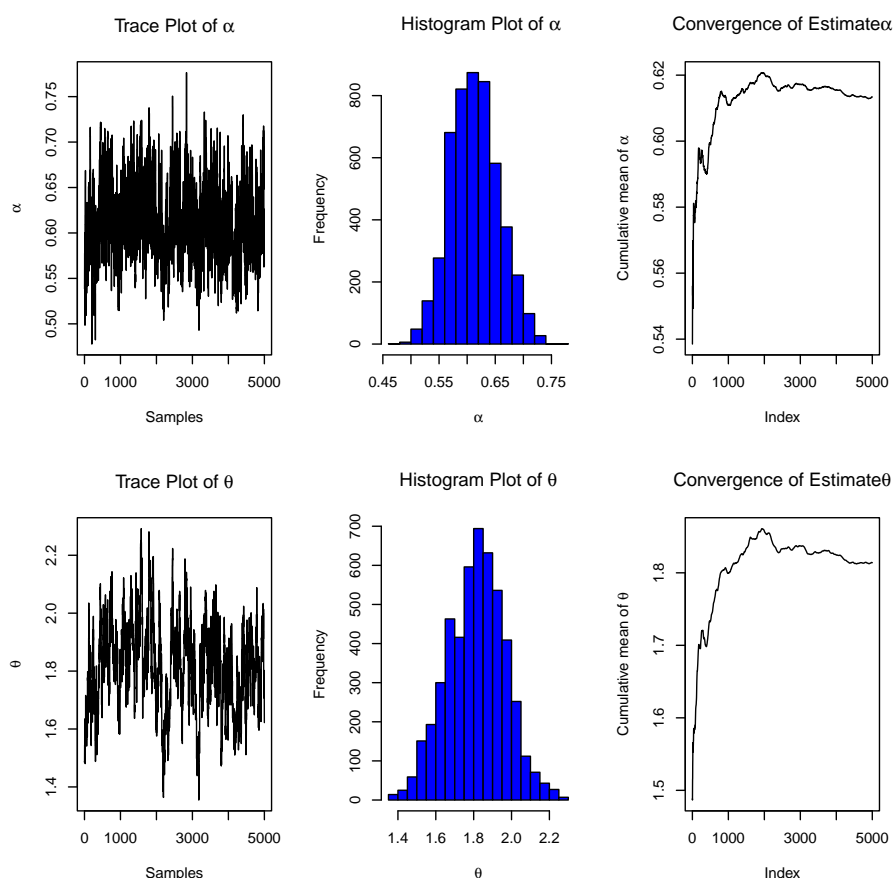 Trace Plot of α
α
0.50 0.55 0.60 0.65 0.70 0.75
0 1000 3000 5000
Samples
Histogram Plot of α
Frequency
0 200 400 600 800
0.45 0.55 0.65 0.75
α
Convergence of Estimateα
Cumulative mean of α
0.54 0.56 0.58 0.60 0.62
0 1000 3000 5000
Index
Trace Plot of θ
θ
1.4 1.6 1.8 2.0 2.2
0 1000 3000 5000
Samples
Histogram Plot of θ
Frequency
0 100 200 300 400 500 600 700
1.4 1.6 1.8 2.0 2.2
θ
Convergence of Estimateθ
Cumulative mean of θ
1.5 1.6 1.7 1.8
0 1000 3000 5000
Index